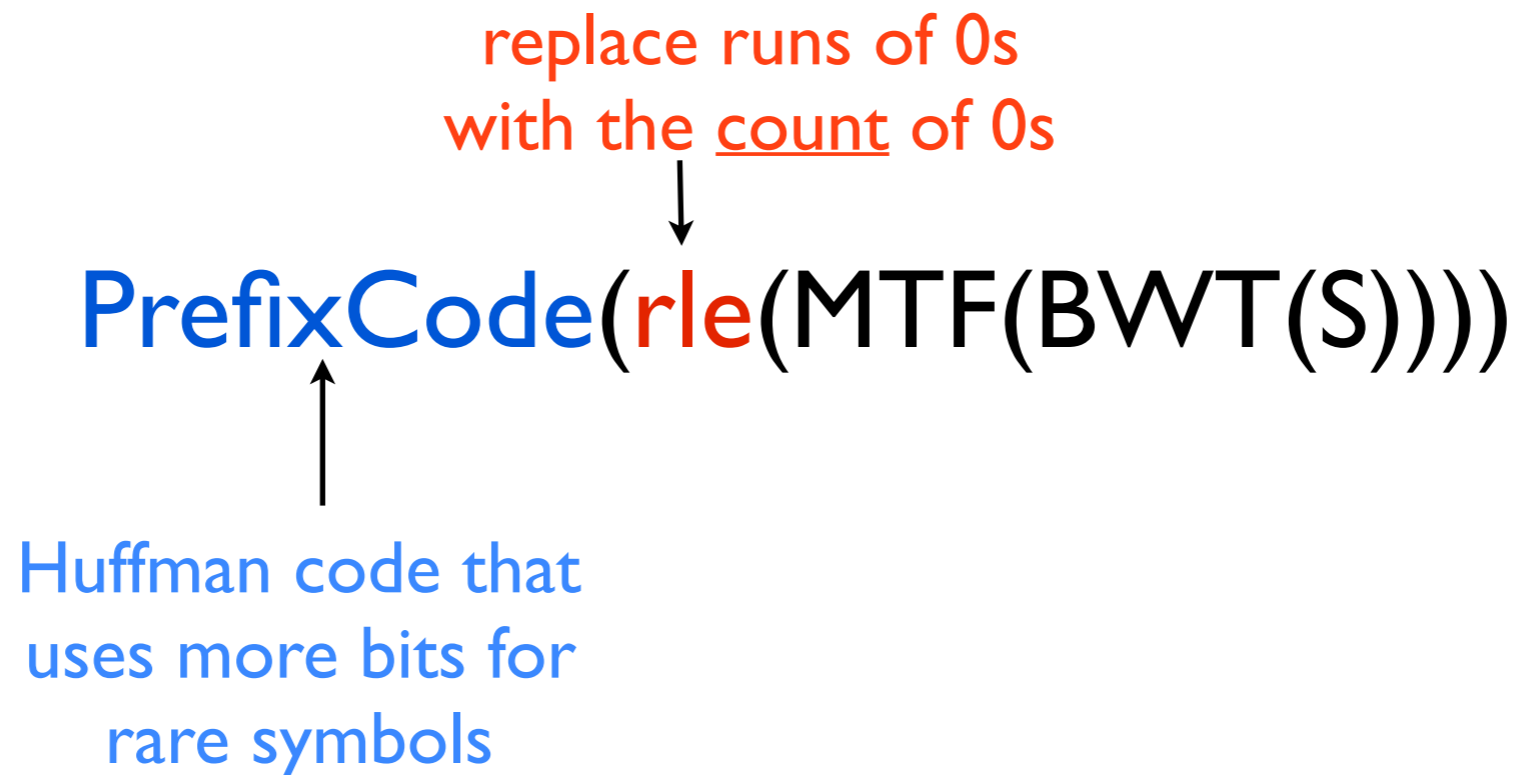 replace runs of 0s
with the count of 0s
PrefixCode(rle(MTF(BWT(S))))
Huffman code that
uses more bits for
rare symbols